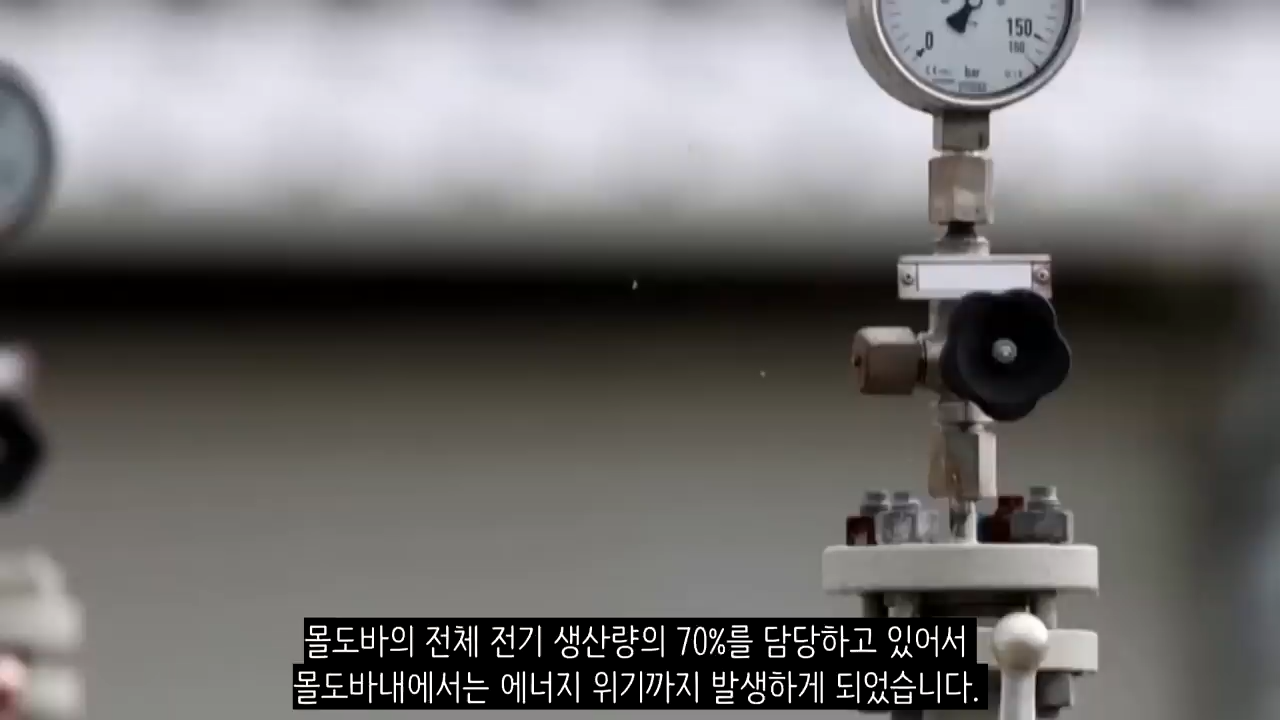 0
150
160
bar
몰도바의 전체 전기 생산량의 70%를 담당하고 있어서
몰도바내에서는 에너지 위기까지 발생하게 되었습니다.